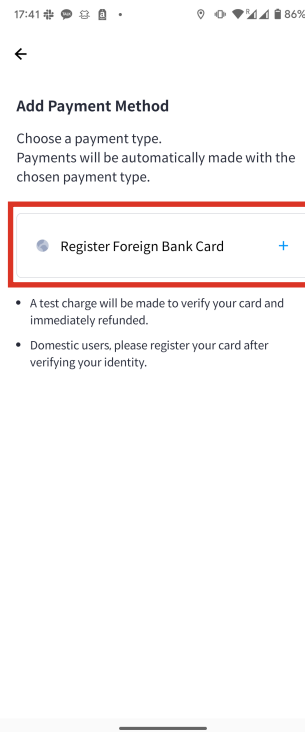 17:41
86%
Add Payment Method
Choose a payment type.
Payments will be automatically made with the
chosen payment type.
Register Foreign Bank Card +
• A test charge will be made to verify your card and
immediately refunded.
• Domestic users, please register your card after
verifying your identity.